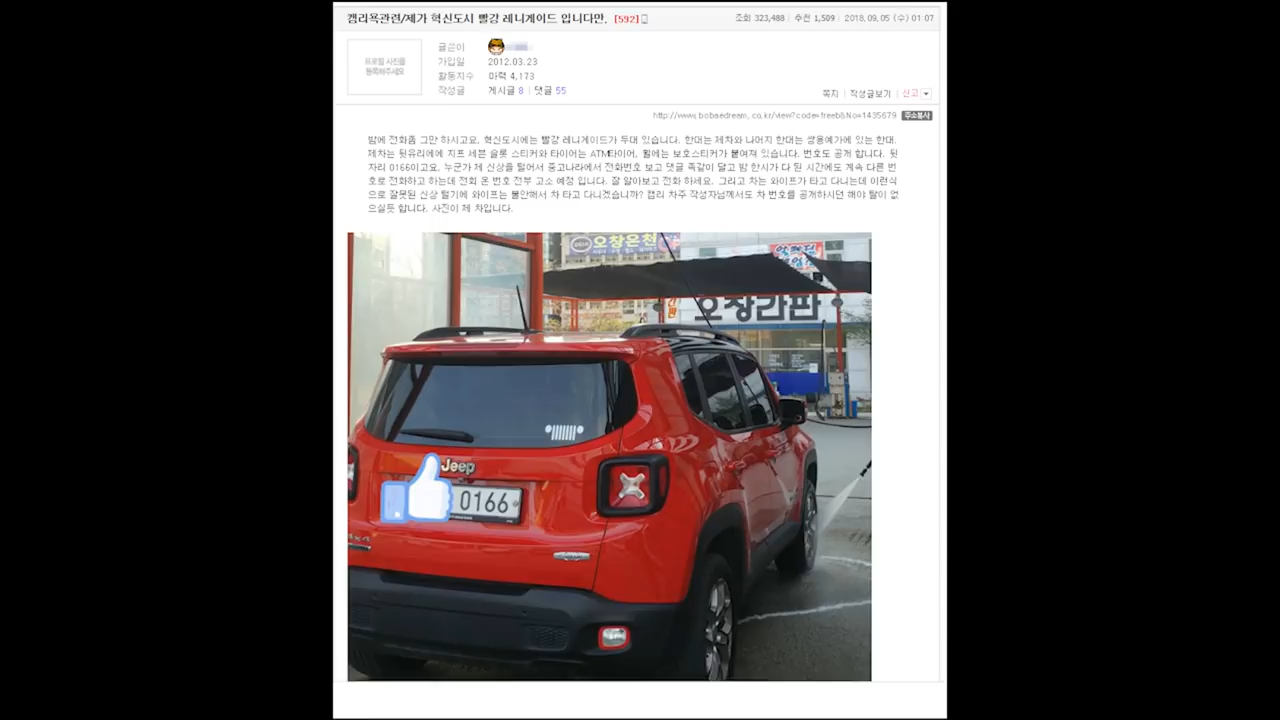 캠리욕관련/제가 혁신도시 빨강 레니게이드 입니다만. [592]
조회 323,488 / 추천 1,509 | 2018.09.05 (수) 01:07
프로필 사진을
등록해주세요
글쓴이
가입일 2012.03.23
활동지수 마력 4,173
작성글 게시글 8 | 댓글 55
쪽지 | 작성글보기 | 신고
http://www.bobaedream.co.kr/view?code=freeb&No=1435679 주소복사
밤에 전화좀 그만 하시고요. 혁신도시에는 빨강 레니게이드가 두대 있습니다. 한대는 제차와 나머지 한대는 쌍용예가에 있는 한대.
제차는 뒷유리에에 지프 세븐 슬롯 스티커와 타이어는 ATM타이어, 휠에는 보호스티커가 붙여져 있습니다. 번호도 공개 합니다. 뒷
자리 0166이고요. 누군가 제 신상을 털어서 중고나라에서 전화번호 보고 댓글 족같이 달고 밤 한시가 다 된 시간에도 계속 다른 번
호로 전화하고 하는데 전회 온 번호 전부 고소 예정 입니다. 잘 알아보고 전화 하세요. 그리고 차는 와이프가 타고 다니는데 이런식
으로 잘못된 신상 털기에 와이프는 불안해서 차 타고 다니겠습니까? 캡리 차주 작성자님께서도 차 번호를 공개하시던 해야 탈이 없
으실듯 합니다. 사진이 제 차입니다.
오창온천
오창간판
Jeep
0166
4x4